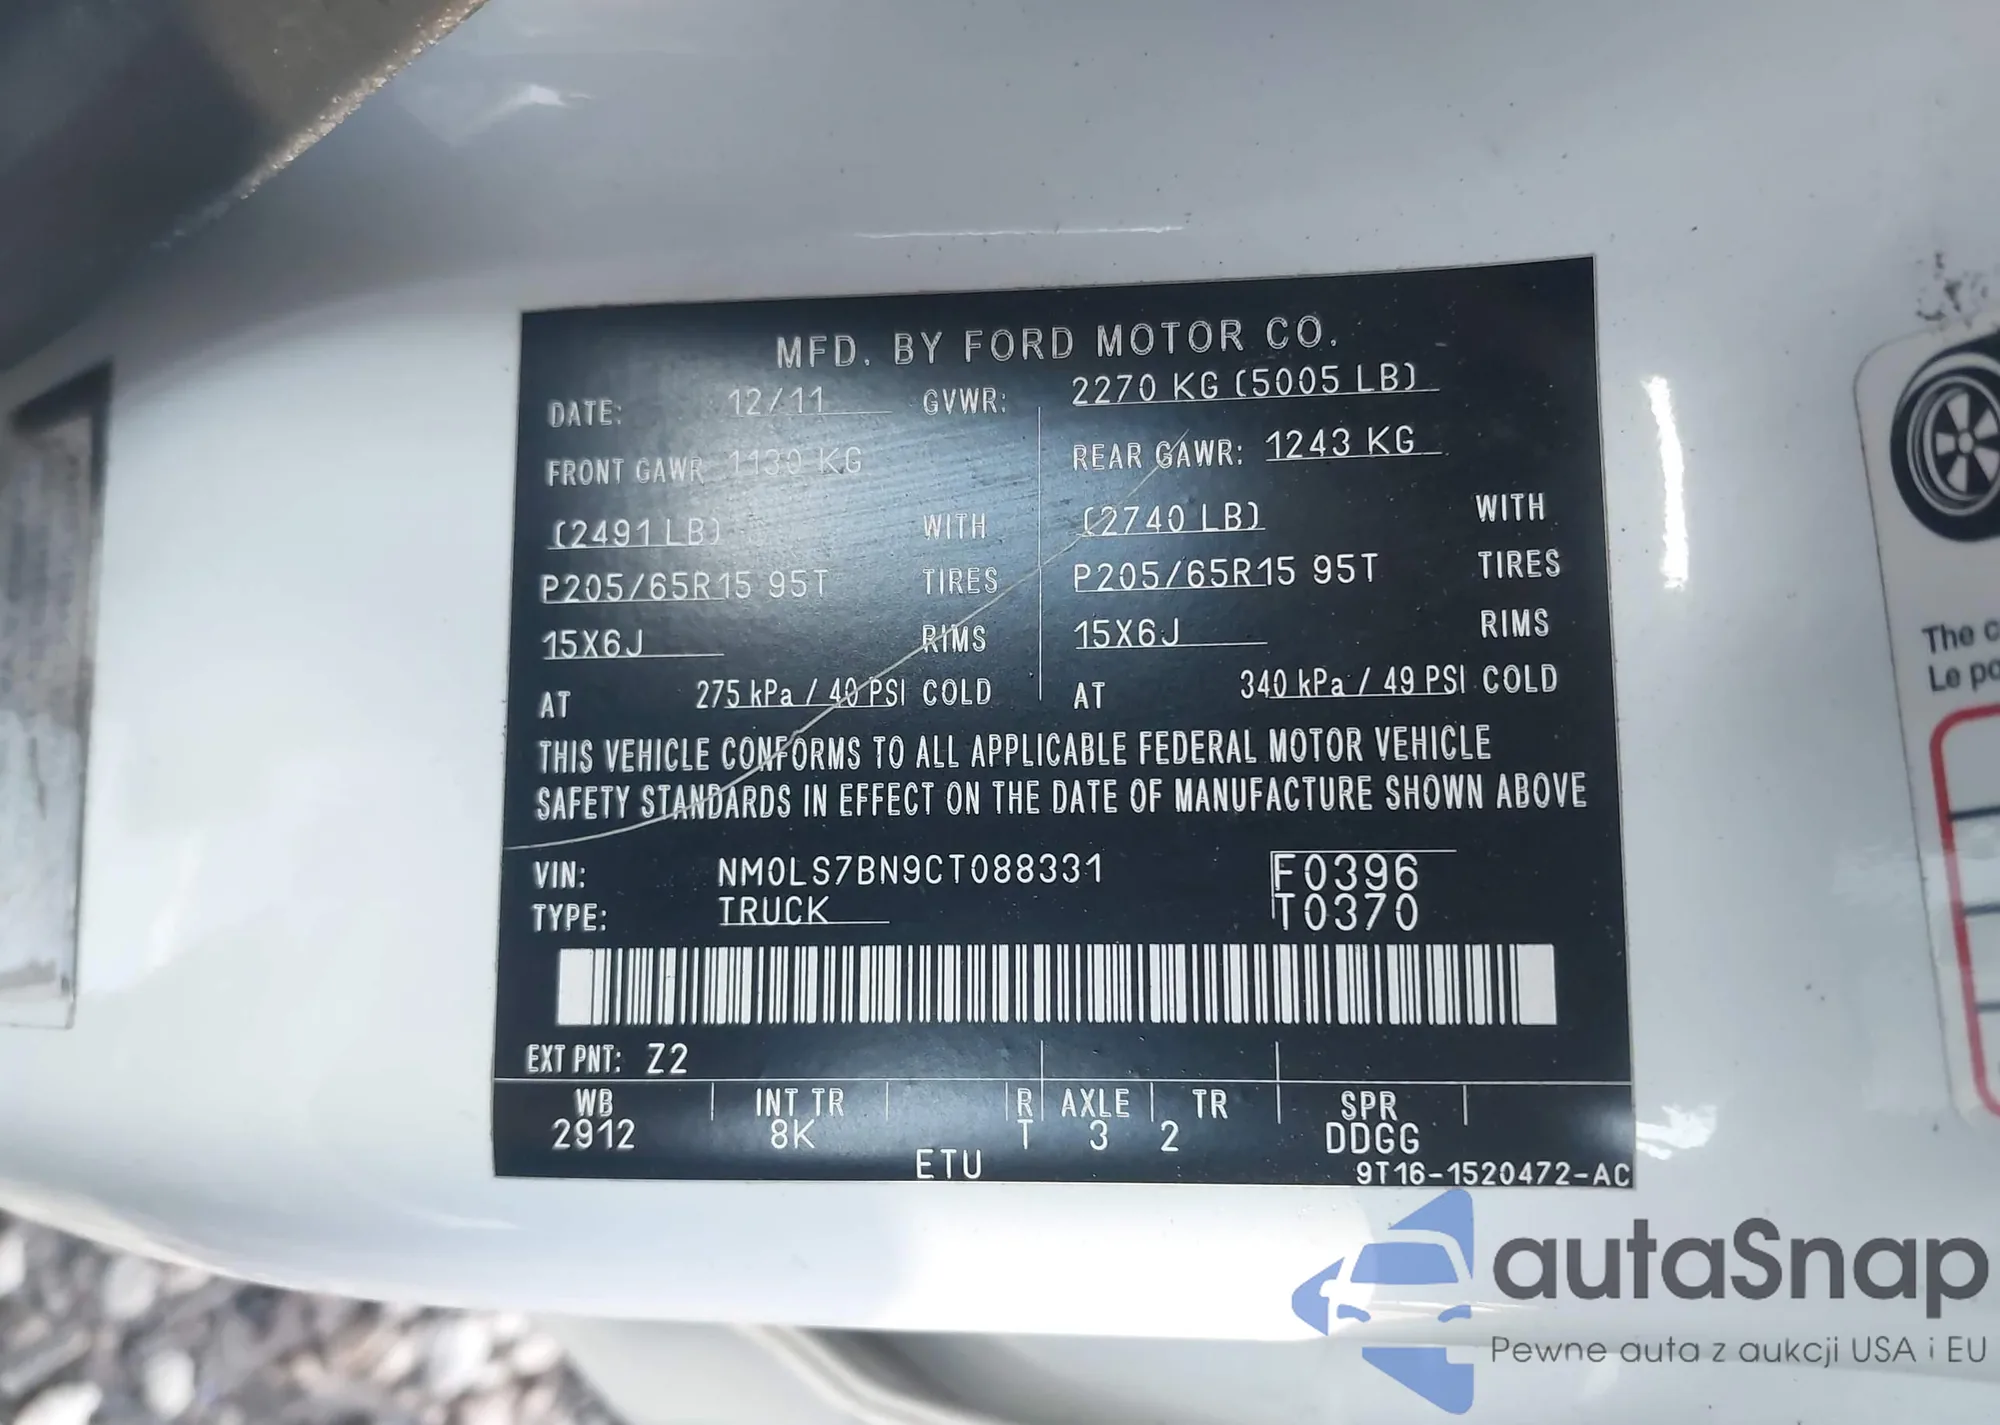 MFD. BY FORD MOTOR CO.
DATE: 12/11 GVWR: 2270 KG (5005 LB)
FRONT GAWR 1130 KG REAR GAWR: 1243 KG
(2491 LB) WITH (2740 LB) WITH
P205/65R15 95T TIRES P205/65R15 95T TIRES
15X6J RIMS 15X6J RIMS
AT 275 kPa / 40 PSI COLD AT 340 kPa / 49 PSI COLD
THIS VEHICLE CONFORMS TO ALL APPLICABLE FEDERAL MOTOR VEHICLE
SAFETY STANDARDS IN EFFECT ON THE DATE OF MANUFACTURE SHOWN ABOVE
VIN: NM0LS7BN9CT088331 F0396
TYPE: TRUCK T0370
EXT PNT: Z2
WB INT TR R AXLE TR SPR
2912 8K T 3 2 DDGG
ETU
9T16-1520472-AC
The c
Le po
autaSnap
Pewne auta z aukcji USA i EU